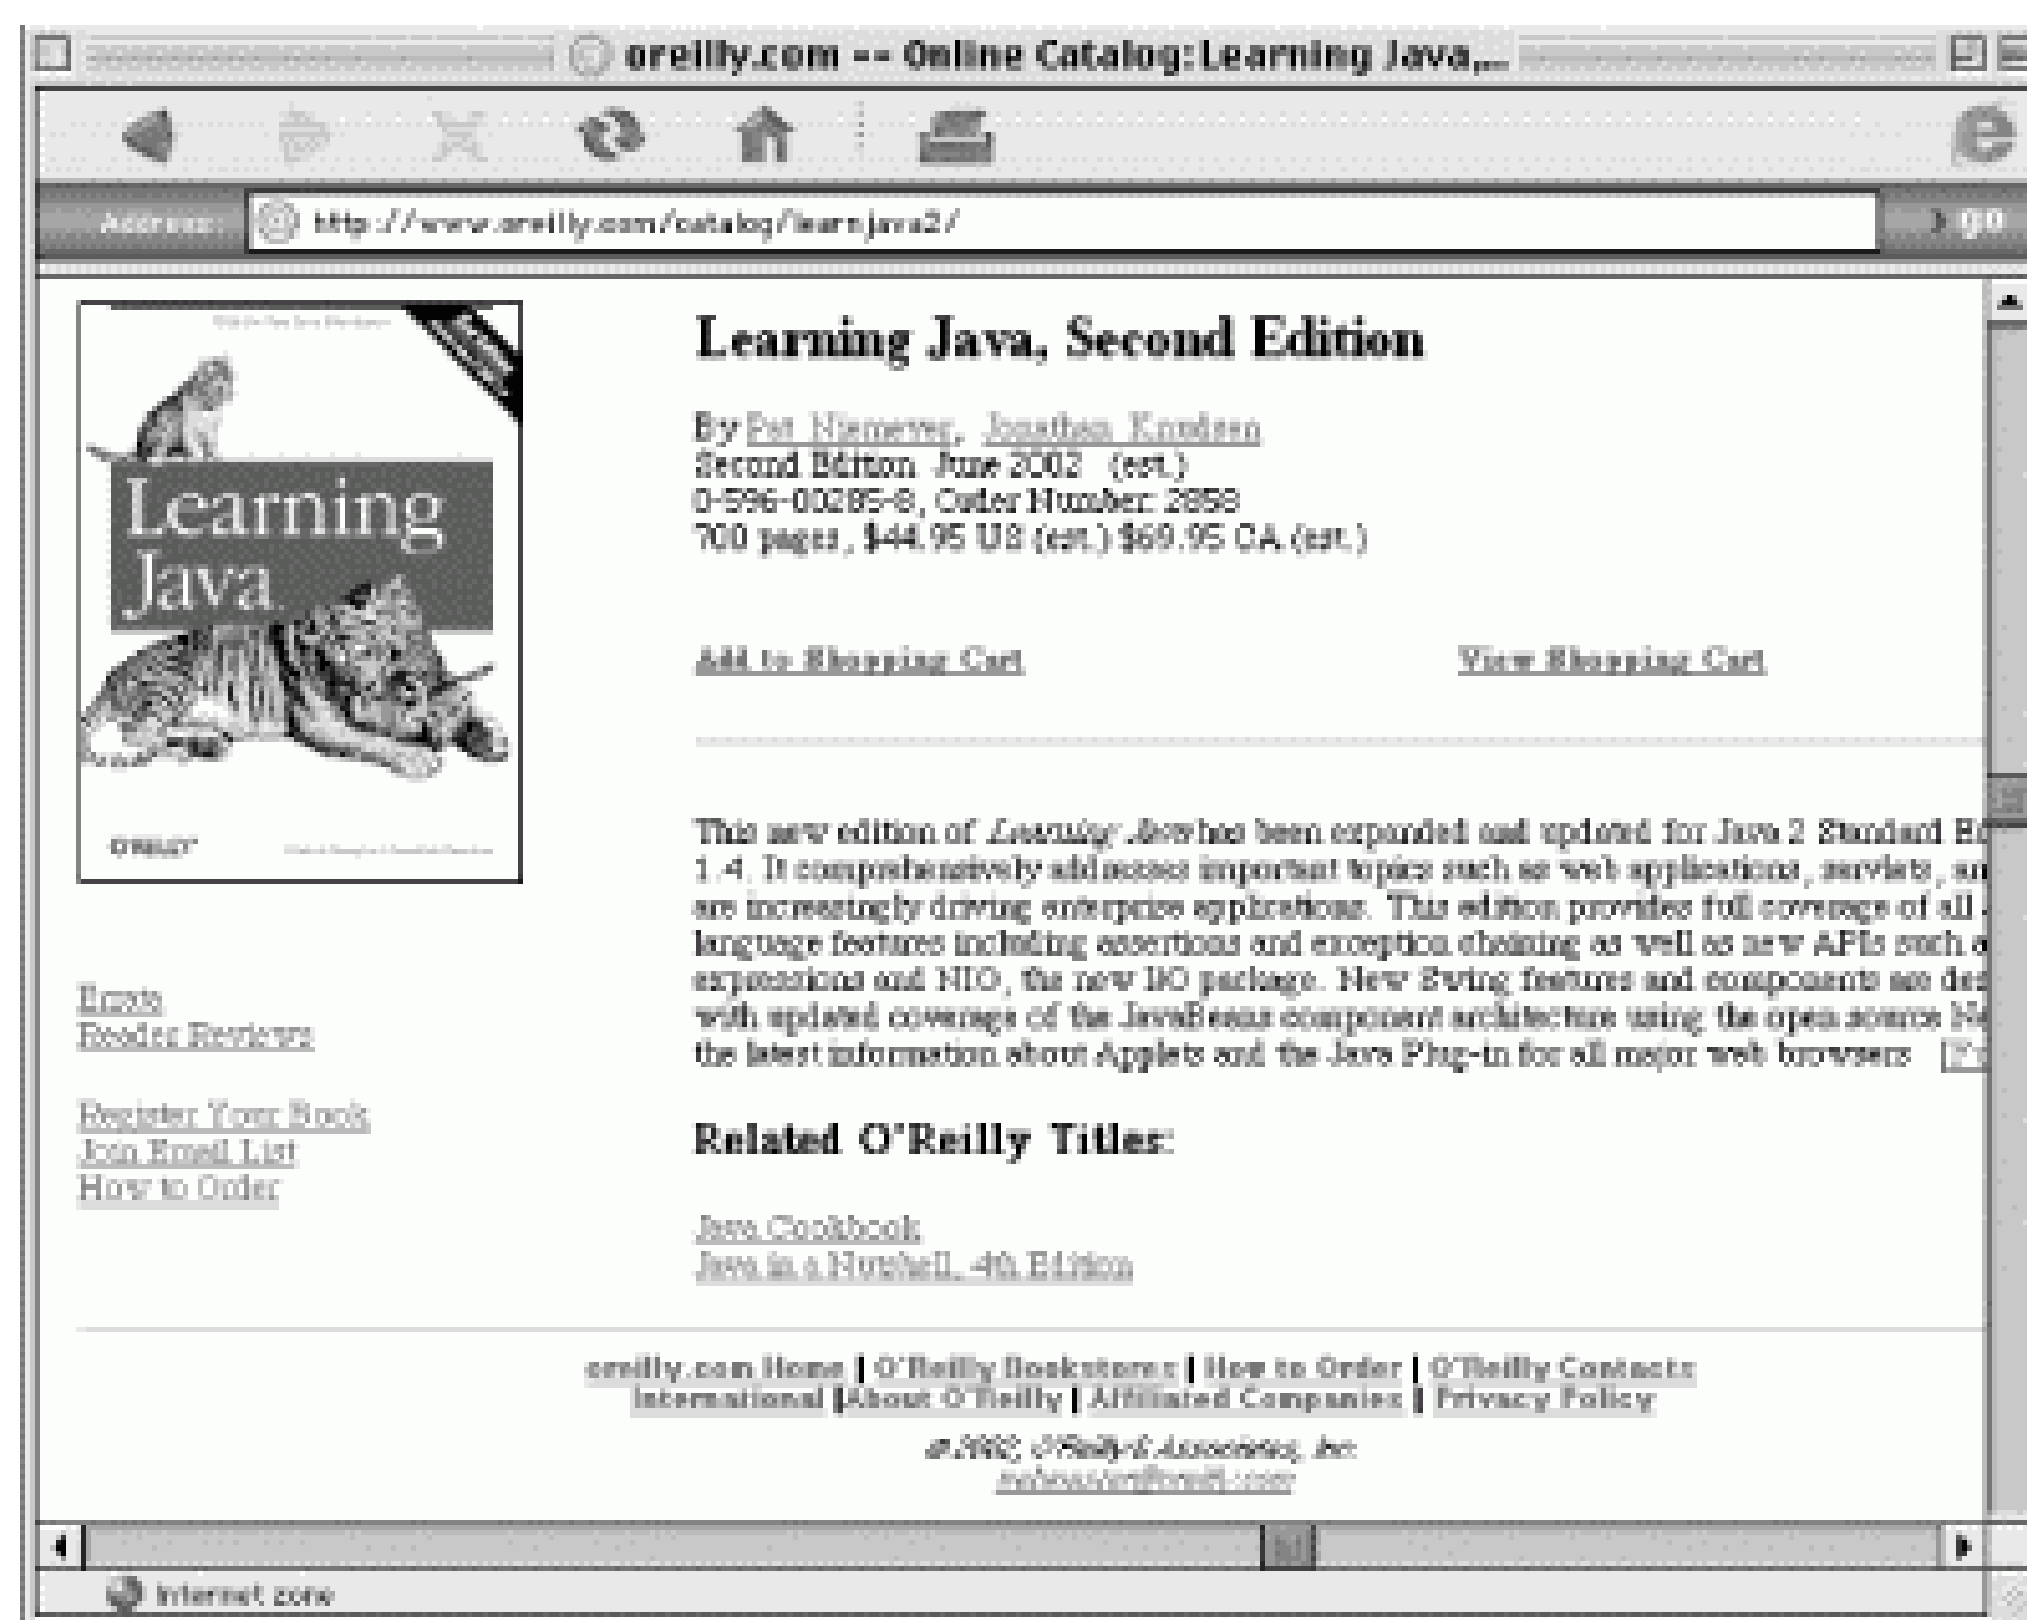 oreilly.com -- Online Catalog: Learning Java,...
Address:
http://www.oreilly.com/catalog/learnjava2/
go
Learning
Java
O'REILLY
Errata
Reader Reviews
Register Your Book
Join Email List
How to Order
Learning Java, Second Edition
By Pat Niemeyer, Jonathan Knudsen
Second Edition June 2002 (est.)
0-596-00285-8, Order Number: 2858
700 pages, $44.95 US (est.) $69.95 CA (est.)
Add to Shopping Cart
View Shopping Cart
This new edition of Learning Java has been expanded and updated for Java 2 Standard Ed
1.4. It comprehensively addresses important topics such as web applications, servlets, an
are increasingly driving enterprise applications. This edition provides full coverage of all
language features including assertions and exception chaining as well as new APIs such a
expressions and NIO, the new I/O package. New Swing features and components are des
with updated coverage of the JavaBeans component architecture using the open source Ne
the latest information about Applets and the Java Plug-in for all major web browsers
Related O'Reilly Titles:
Java Cookbook
Java in a Nutshell, 4th Edition
oreilly.com Home | O'Reilly Bookstores | How to Order | O'Reilly Contacts
International | About O'Reilly | Affiliated Companies | Privacy Policy
© 2002, O'Reilly & Associates, Inc.
webmaster@oreilly.com
Internet zone